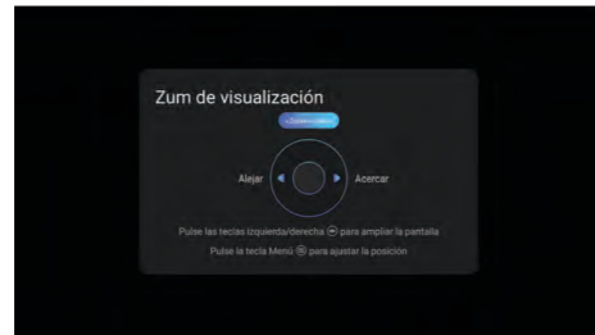 Zum de visualización
Alejar Acercar
Pulse las teclas izquierda/derecha para ampliar la pantalla
Pulse la tecla Menú para ajustar la posición